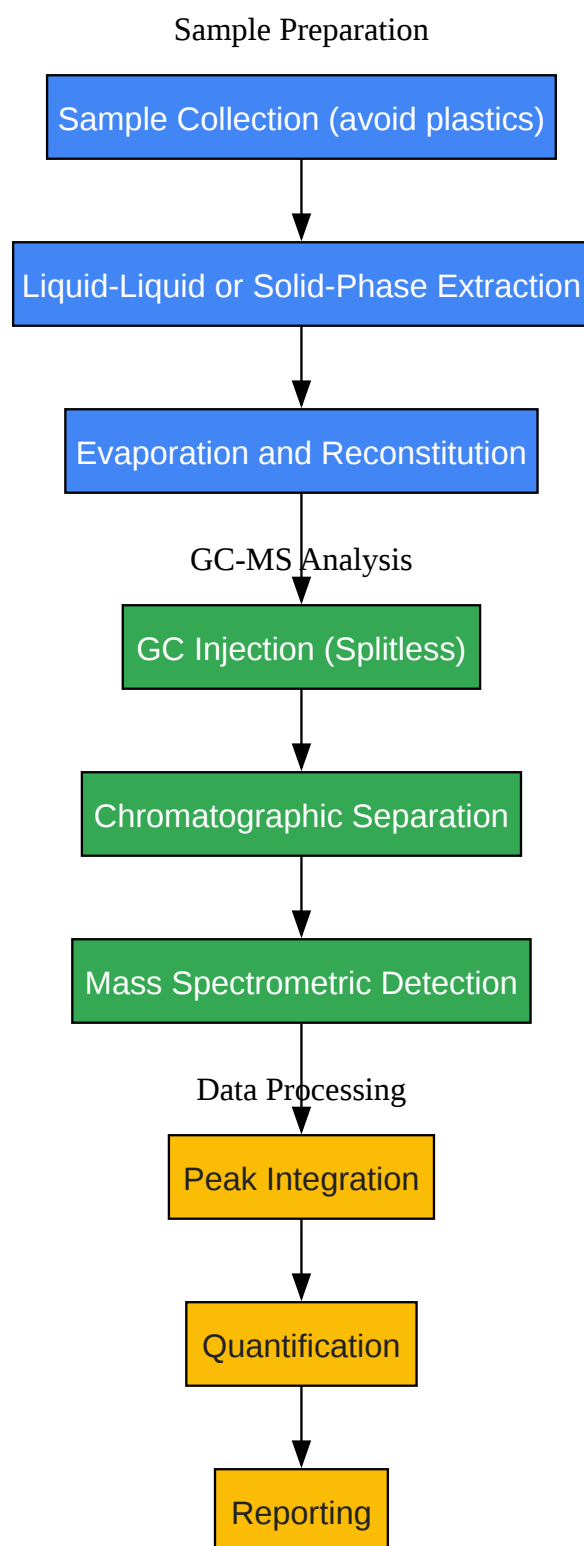 Sample Preparation
Sample Collection (avoid plastics)
Liquid-Liquid or Solid-Phase Extraction
Evaporation and Reconstitution
GC-MS Analysis
GC Injection (Splitless)
Chromatographic Separation
Mass Spectrometric Detection
Data Processing
Peak Integration
Quantification
Reporting